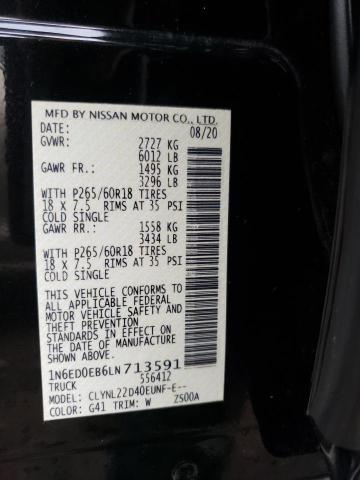 MFD BY NISSAN MOTOR CO., LTD.
DATE: 08/20
GVWR: 2727 KG
6012 LB
GAWR FR.: 1495 KG
3296 LB
WITH P265/60R18 TIRES
18 X 7.5 RIMS AT 35 PSI
COLD SINGLE
GAWR RR.: 1558 KG
3434 LB
WITH P265/60R18 TIRES
18 X 7.5 RIMS AT 35 PSI
COLD SINGLE
THIS VEHICLE CONFORMS TO
ALL APPLICABLE FEDERAL
MOTOR VEHICLE SAFETY AND
THEFT PREVENTION
STANDARDS IN EFFECT ON
THE DATE OF MANUFACTURE
SHOWN ABOVE.
1N6ED0EB6LN713591
TRUCK 556412
MODEL: CLYNL22D40EUNF-E--
COLOR: G41 TRIM: W ZS00A